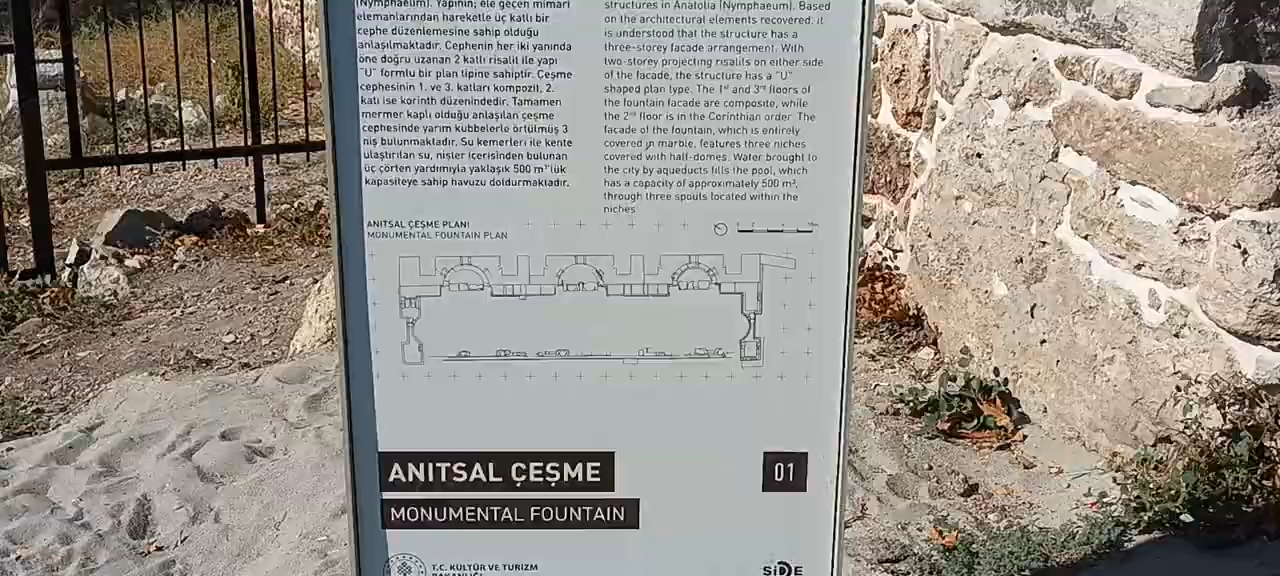 (Nymphaeum). Yapının; ele geçen mimari
elemanlarından hareketle üç katlı bir
cephe düzenlemesine sahip olduğu
anlaşılmaktadır. Cephenin her iki yanında
öne doğru uzanan 2 katlı risalit ile yapı
"U" formlu bir plan tipine sahiptir. Çeşme
cephesinin 1. ve 3. katları kompozit, 2.
katı ise korinth düzenindedir. Tamamen
mermer kaplı olduğu anlaşılan çeşme
cephesinde yarım kubbelerle örtülmüş 3
niş bulunmaktadır. Su kemerleri ile kente
ulaştırılan su, nişler içerisinden bulunan
üç çörten yardımıyla yaklaşık 500 m³'lük
kapasiteye sahip havuzu doldurmaktadır.
structures in Anatolia (Nymphaeum). Based
on the architectural elements recovered, it
is understood that the structure has a
three-storey facade arrangement. With
two-storey projecting risalits on either side
of the facade, the structure has a "U"
shaped plan type. The 1st and 3rd floors of
the fountain facade are composite, while
the 2nd floor is in the Corinthian order. The
facade of the fountain, which is entirely
covered in marble, features three niches
covered with half-domes. Water brought to
the city by aqueducts fills the pool, which
has a capacity of approximately 500 m³,
through three spouts located within the
niches
ANITSAL ÇEŞME PLANI
MONUMENTAL FOUNTAIN PLAN
ANITSAL ÇEŞME
01
MONUMENTAL FOUNTAIN
T.C. KÜLTÜR VE TURİZM
BAKANLIĞI
SİDE